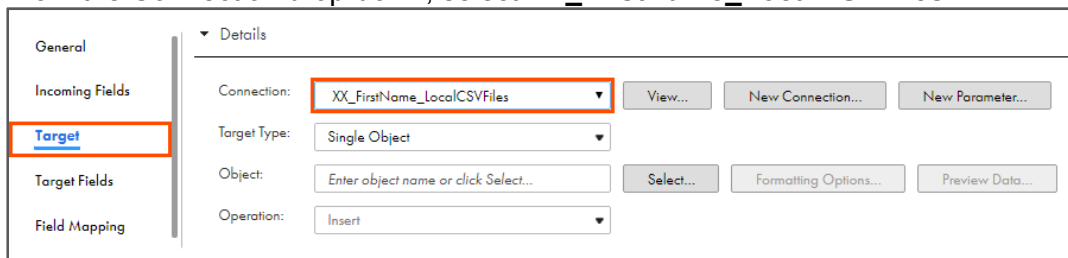 General
Incoming Fields
Target
Target Fields
Field Mapping
Details
Connection: XX_FirstName_LocalCSVFiles View... New Connection... New Parameter...
Target Type: Single Object
Object: Enter object name or click Select... Select... Formatting Options... Preview Data...
Operation: Insert